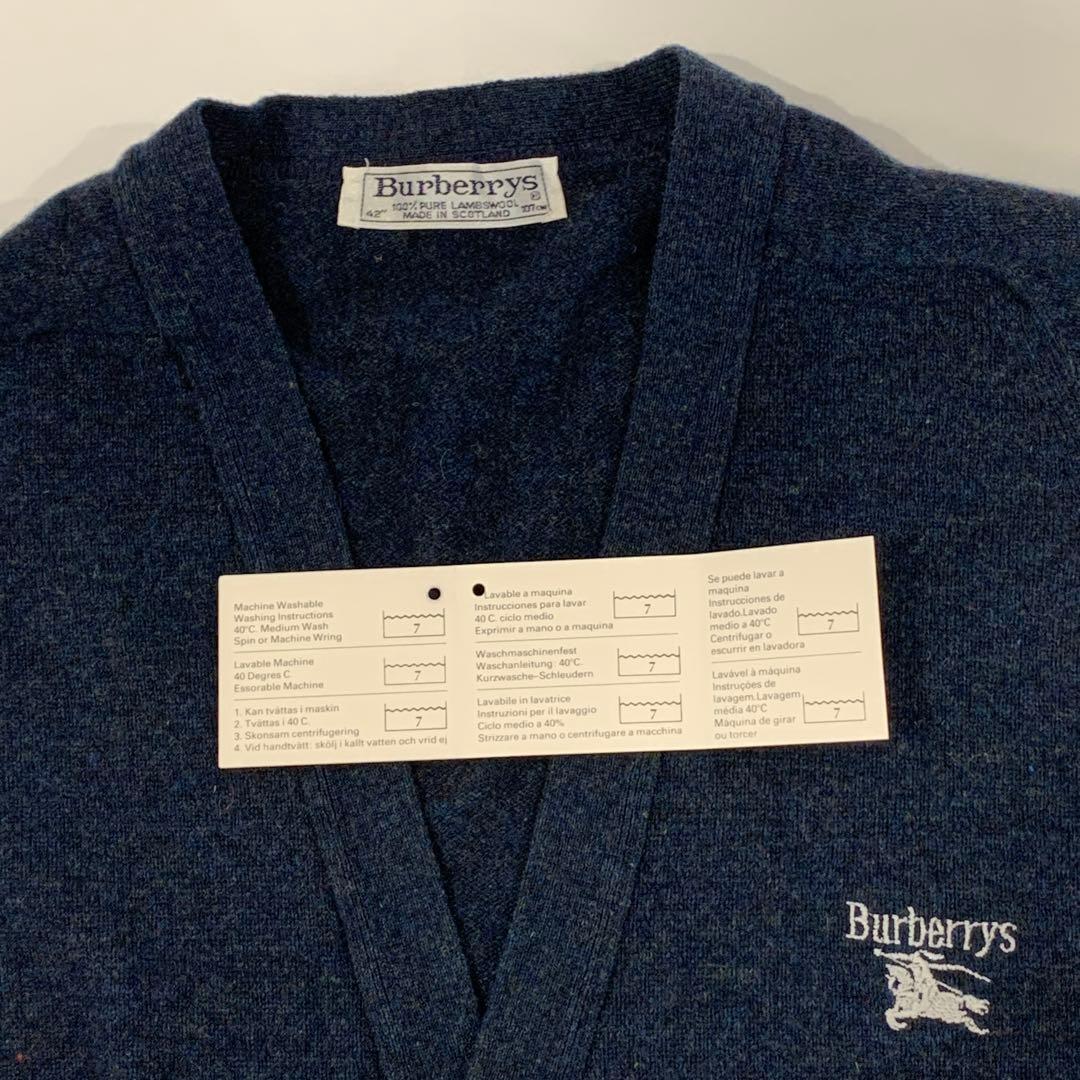 Burberrys
R
100% PURE LAMBSWOOL
42" MADE IN SCOTLAND 107cm
Machine Washable
Washing Instructions
40°C. Medium Wash
Spin or Machine Wring
7
Lavable Machine
40 Degres C
Essorable Machine
7
1. Kan tvättas i maskin
2. Tvättas i 40 C.
3. Skonsam centrifugering
4. Vid handtvätt: skölj i kallt vatten och vrid ej
7
Lavable a maquina
Instrucciones para lavar
40 C. ciclo medio
Exprimir a mano o a maquina
7
Waschmaschinenfest
Waschanleitung: 40°C.
Kurzwasche-Schleudern
7
Lavabile in lavatrice
Instruzioni per il lavaggio
Ciclo medio a 40%
Strizzare a mano o centrifugare a macchina
7
Se puede lavar a
maquina
Instrucciones de
lavado.Lavado
medio a 40°C
Centrifugar o
escurrir en lavadora
7
Lavável à máquina
Instruções de
lavagem.Lavagem
média 40°C
Máquina de girar
ou torcer
7
Burberrys